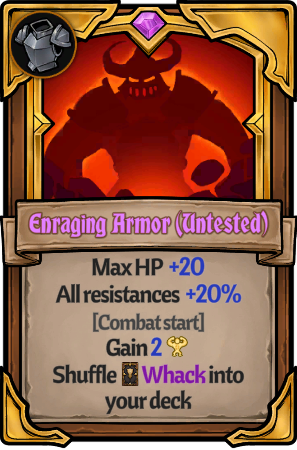 Enraging Armor (Untested)
Max HP +20
All resistances +20%
[Combat start]
Gain 2
Shuffle Whack into
your deck